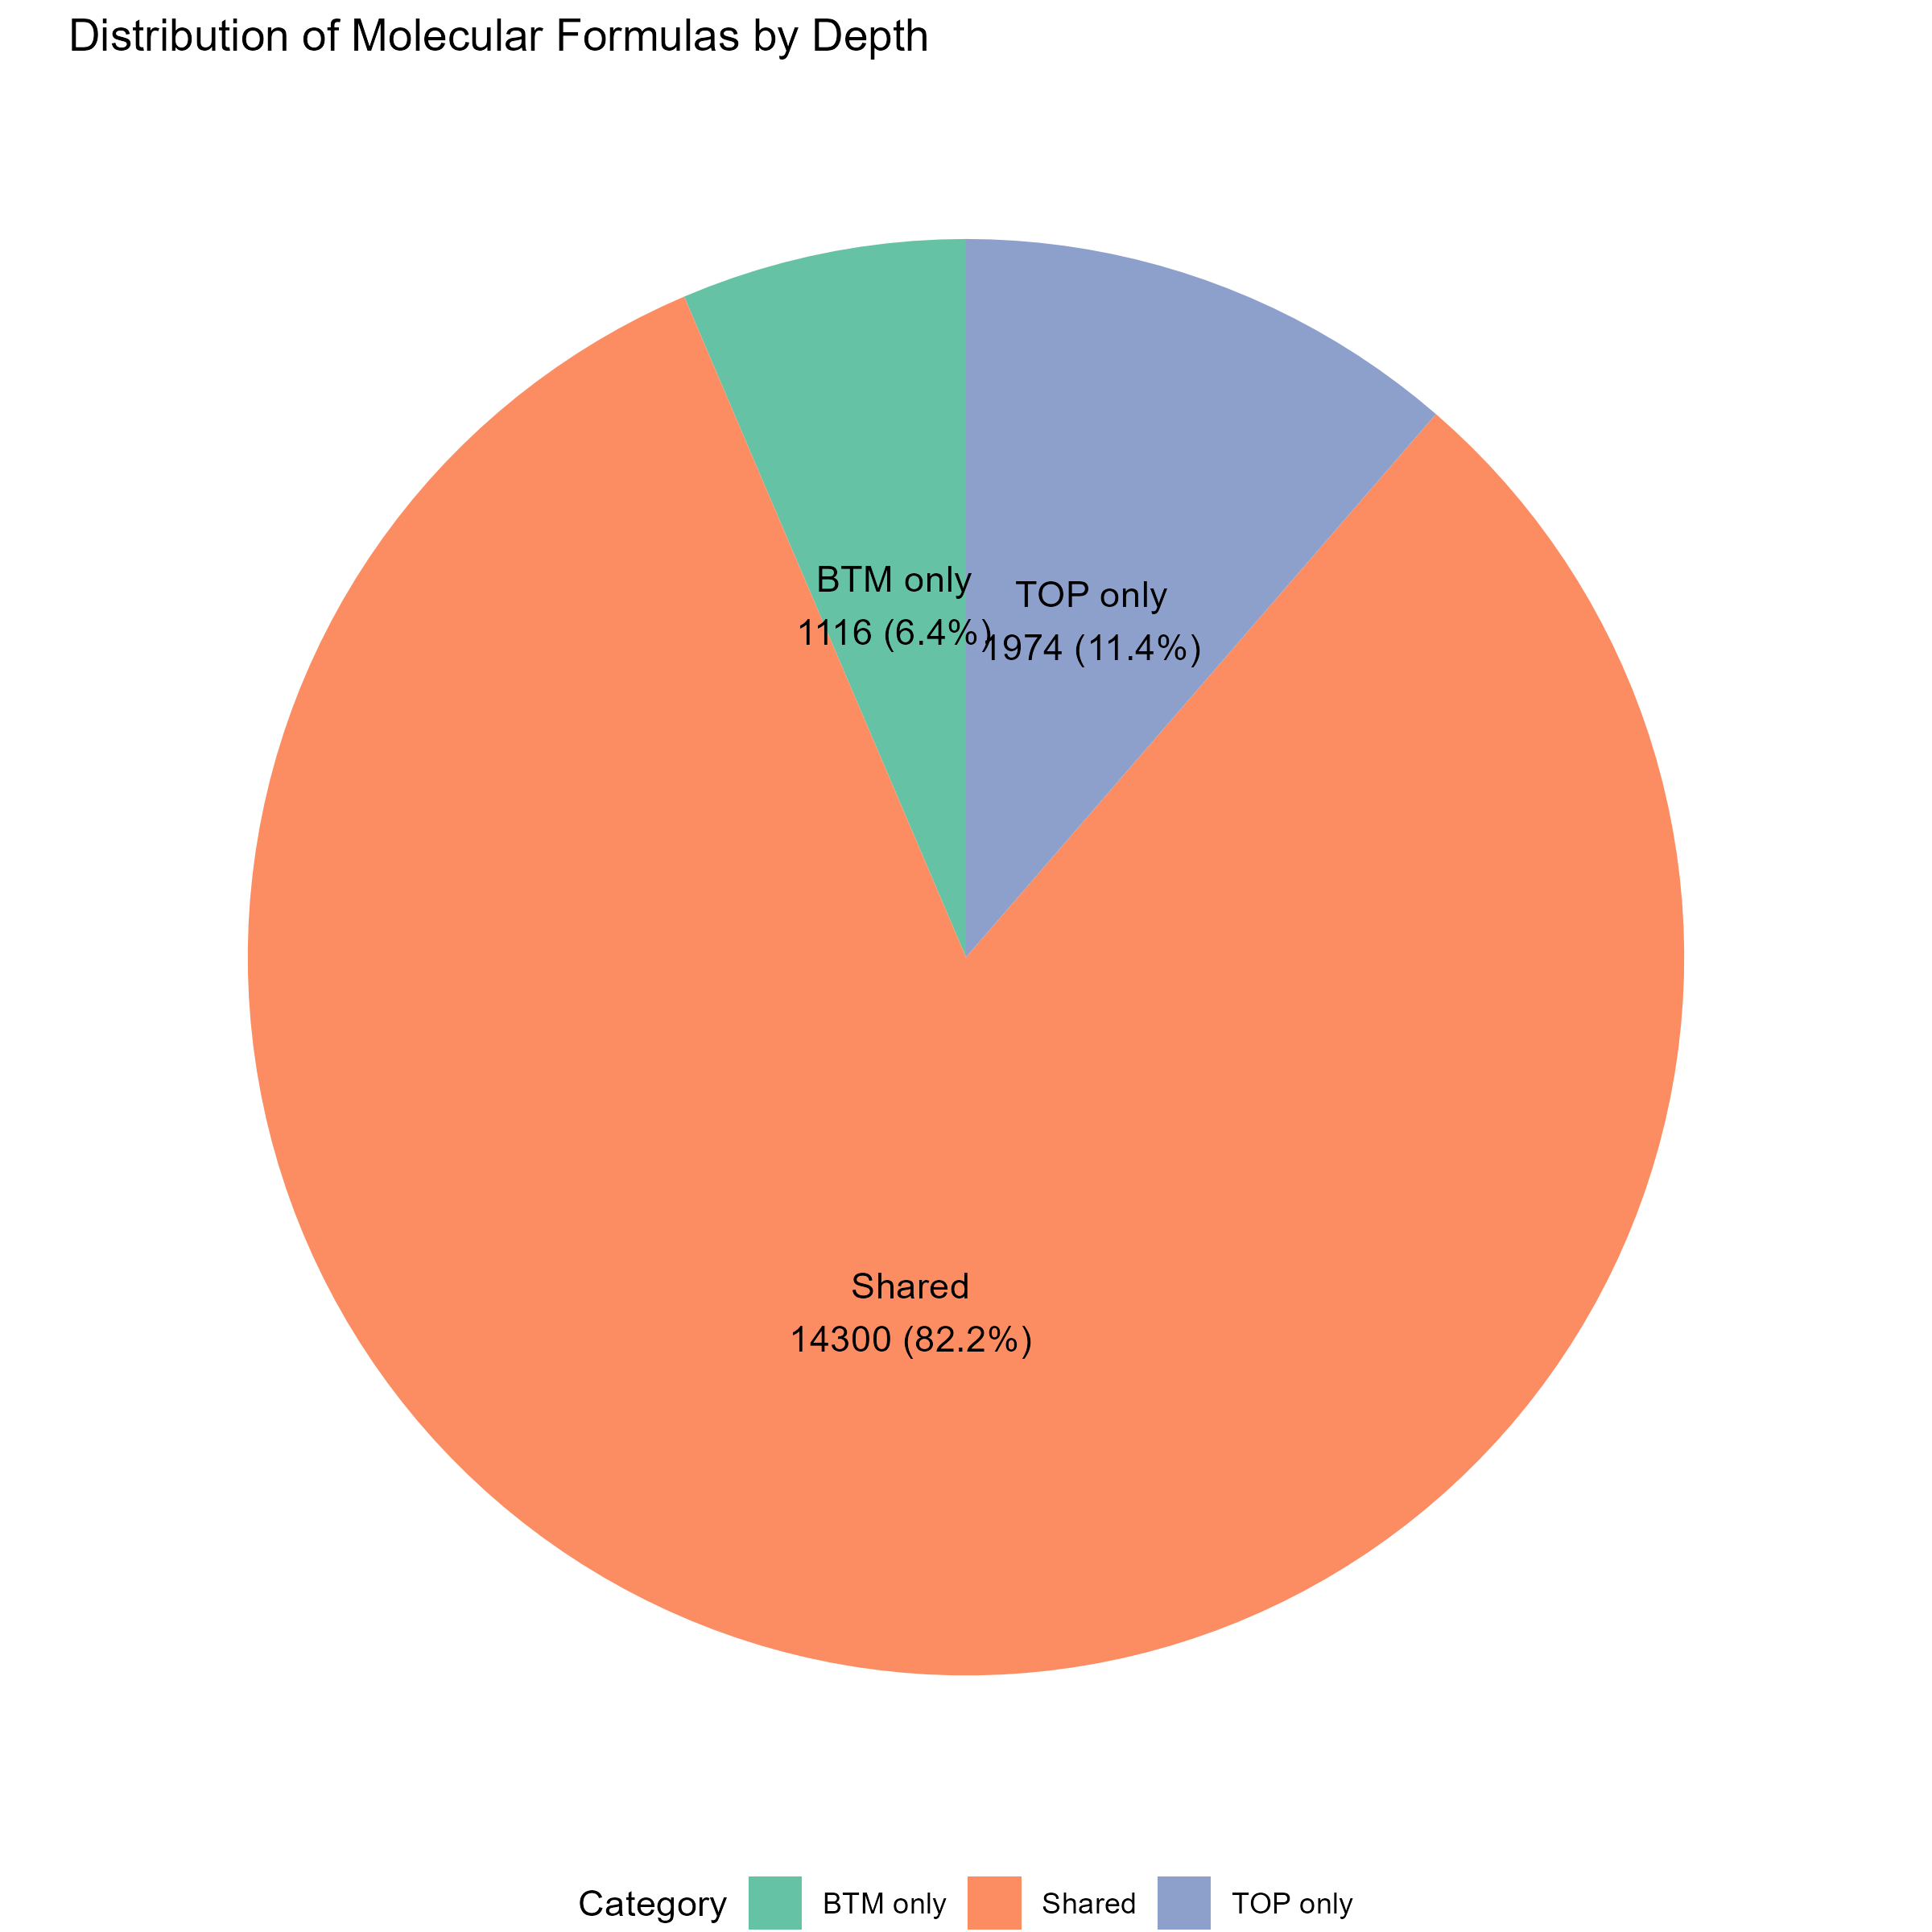 Distribution of Molecular Formulas by Depth
BTM only
1116 (6.4%)
TOP only
1974 (11.4%)
Shared
14300 (82.2%)
Category BTM only Shared TOP only